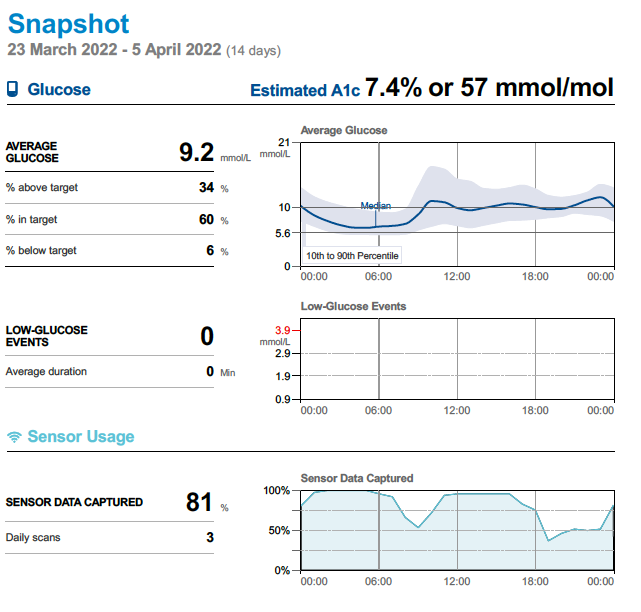 Snapshot
23 March 2022 - 5 April 2022 (14 days)
Glucose
Estimated A1c 7.4% or 57 mmol/mol
AVERAGE
GLUCOSE
9.2 mmol/L
% above target 34 %
% in target 60 %
% below target 6 %
Average Glucose
21
mmol/L
10
5.6
0
Median
10th to 90th Percentile
00:00 06:00 12:00 18:00 00:00
LOW-GLUCOSE
EVENTS
0
Average duration 0 Min
Low-Glucose Events
3.9
mmol/L
2.9
1.9
0.9
00:00 06:00 12:00 18:00 00:00
Sensor Usage
SENSOR DATA CAPTURED 81 %
Daily scans 3
Sensor Data Captured
100%
50%
0%
00:00 06:00 12:00 18:00 00:00